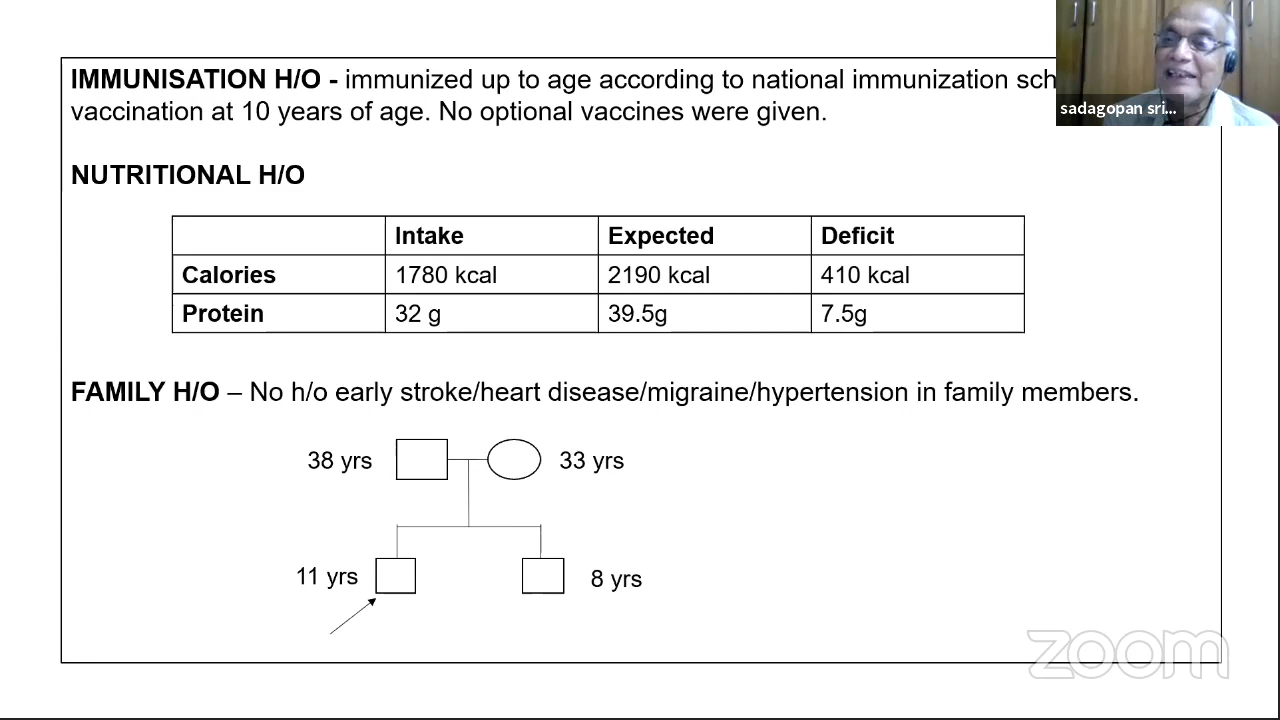 IMMUNISATION H/O - immunized up to age according to national immunization sch
vaccination at 10 years of age. No optional vaccines were given.
sadagopan sri...
NUTRITIONAL H/O
Intake Expected Deficit
Calories 1780 kcal 2190 kcal 410 kcal
Protein 32 g 39.5g 7.5g
FAMILY H/O – No h/o early stroke/heart disease/migraine/hypertension in family members.
38 yrs 33 yrs
11 yrs 8 yrs
zoom